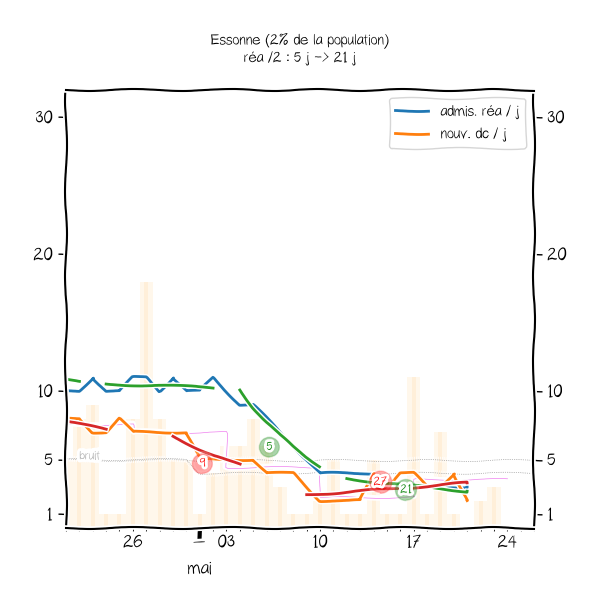 Essonne (2% de la population)
réa /2 : 5 j -> 21 j
admis. réa / j
nouv. dc / j
30 30
20 20
10 10
5 5
1 1
bruit
5
9
27
21
26 1 03 10 17 24
mai